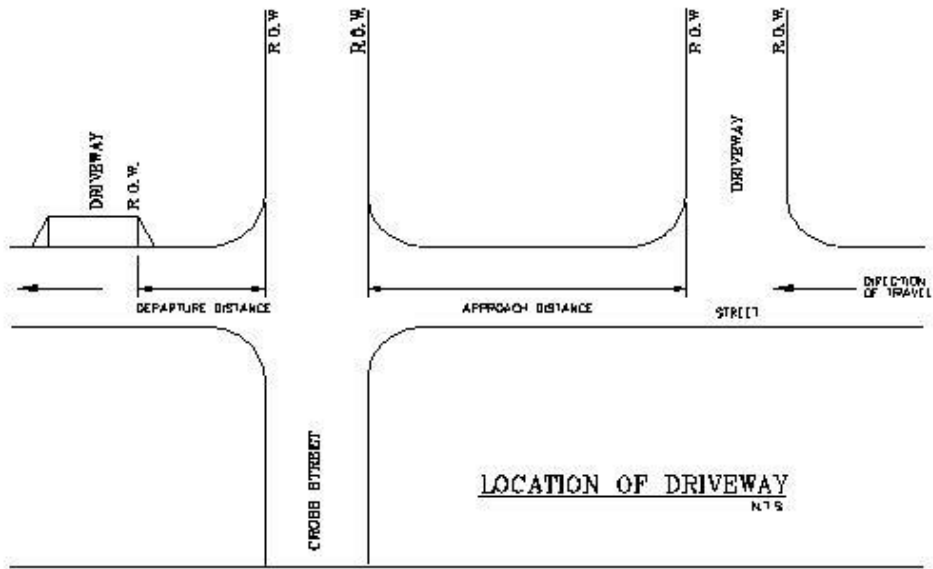 R.O.W
R.O.W.
R.O.W
R.O.W.
DRIVEWAY
R.O.W.
DRIVEWAY
DEPARTURE DISTANCE
APPROACH DISTANCE
DIRECTION
OF TRAVEL
STREET
CROSS STREET
LOCATION OF DRIVEWAY
N.T.S